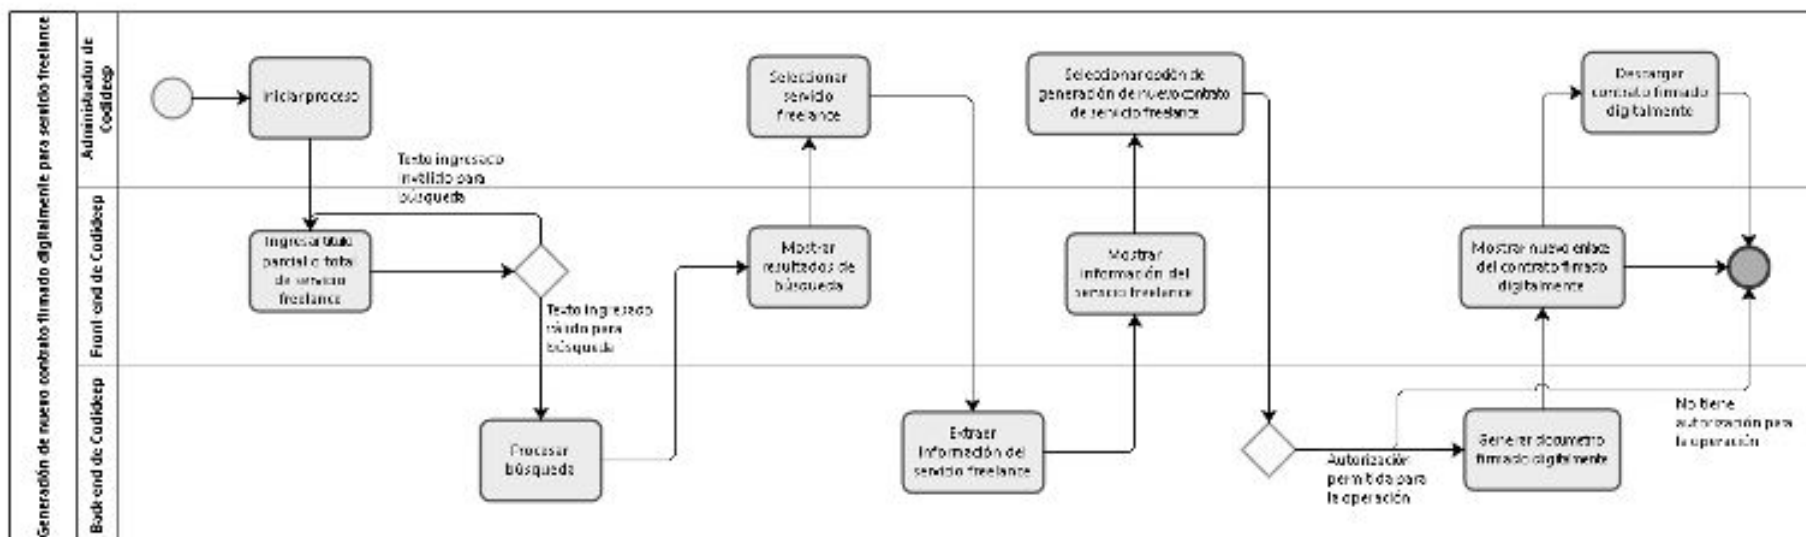 Generación de nuevo contrato firmado digitalmente para servicio freelance
Administrador de
Codideep
Iniciar proceso
Texto ingresado
inválido para
búsqueda
Seleccionar
servicio
freelance
Seleccionar opción de
generación de nuevo contrato
de servicio freelance
Descargar
contrato firmado
digitalmente
Front-end de Codideep
Ingresar título
parcial o total
de servicio
freelance
Texto ingresado
válido para
búsqueda
Mostrar
resultados de
búsqueda
Mostrar
información del
servicio freelance
Mostrar nuevo enlace
del contrato firmado
digitalmente
Back-end de Codideep
Procesar
búsqueda
Extraer
información del
servicio freelance
Autorización
permitida para
la operación
Generar documento
firmado digitalmente
No tiene
autorización para
la operación